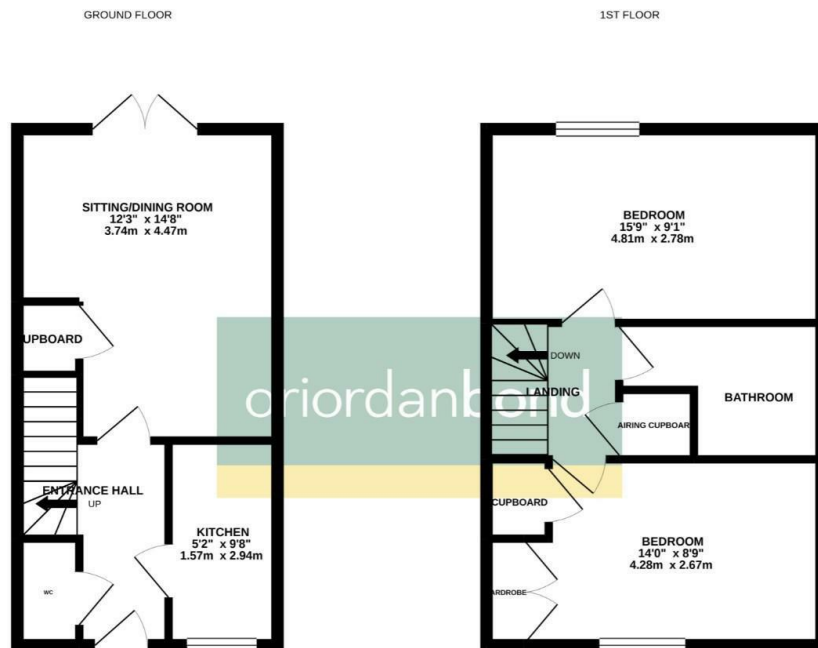 GROUND FLOOR
1ST FLOOR
SITTING/DINING ROOM
12'3" x 14'8"
3.74m x 4.47m
UPBOARD
ENTRANCE HALL
UP
WC
KITCHEN
5'2" x 9'8"
1.57m x 2.94m
BEDROOM
15'9" x 9'1"
4.81m x 2.78m
DOWN
LANDING
BATHROOM
AIRING CUPBOAR
CUPBOARD
ARDROBE
BEDROOM
14'0" x 8'9"
4.28m x 2.67m
oriordanbond